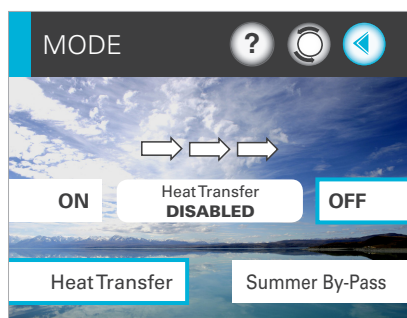 MODE ?
ON Heat Transfer OFF
DISABLED
Heat Transfer Summer By-Pass